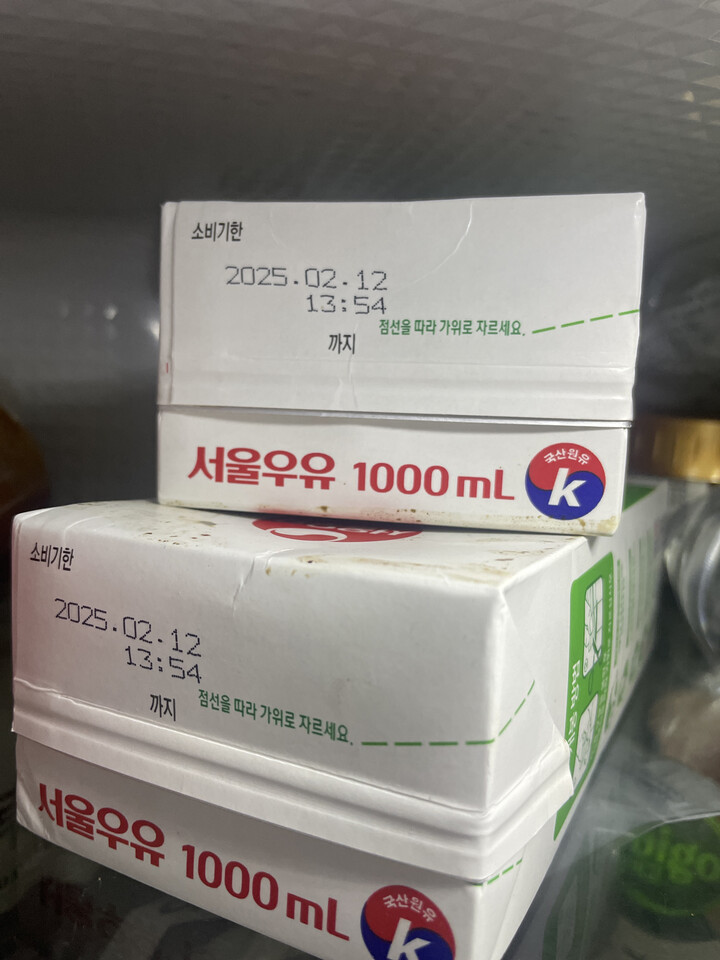 소비기한
2025.02.12
13:54
까지
점선을 따라 가위로 자르세요.
서울우유 1000 mL
국산원유
k
소비기한
2025.02.12
13:54
까지
점선을 따라 가위로 자르세요.
서울우유 1000 mL
국산원유
k